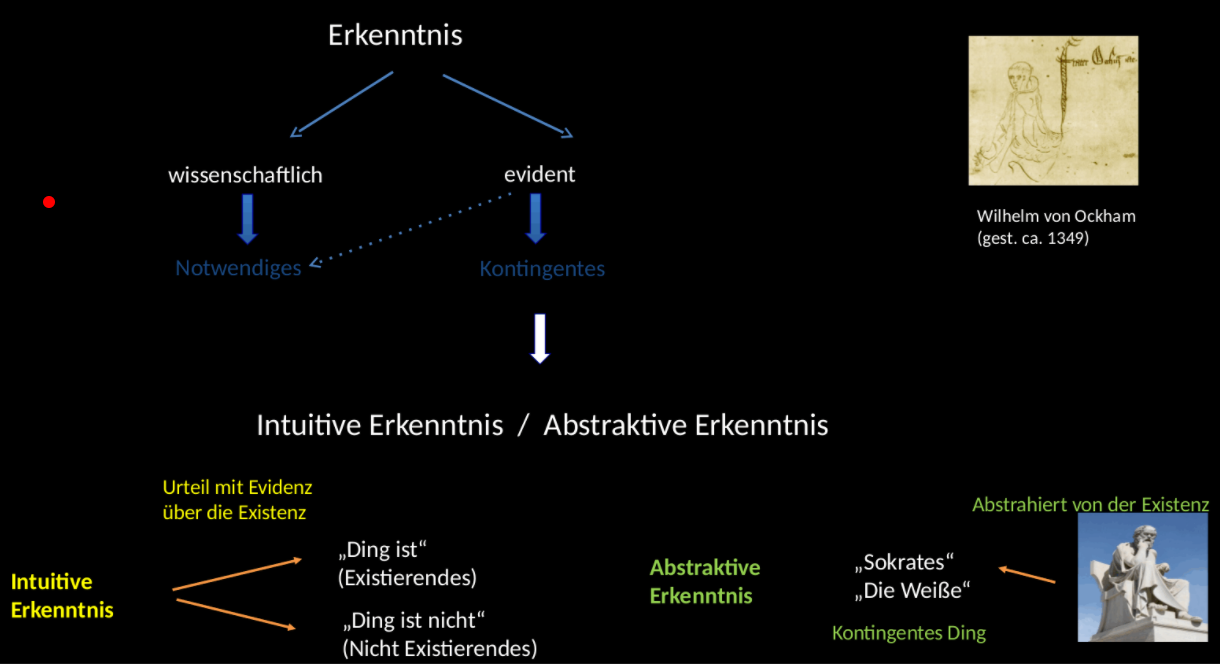 Erkenntnis
wissenschaftlich
evident
Notwendiges
Kontingentes
Wilhelm von Ockham
(gest. ca. 1349)
Intuitive Erkenntnis / Abstraktive Erkenntnis
Urteil mit Evidenz
über die Existenz
Intuitive
Erkenntnis
„Ding ist“
(Existierendes)
„Ding ist nicht“
(Nicht Existierendes)
Abstrahiert von der Existenz
Abstraktive
Erkenntnis
„Sokrates“
„Die Weiße“
Kontingentes Ding